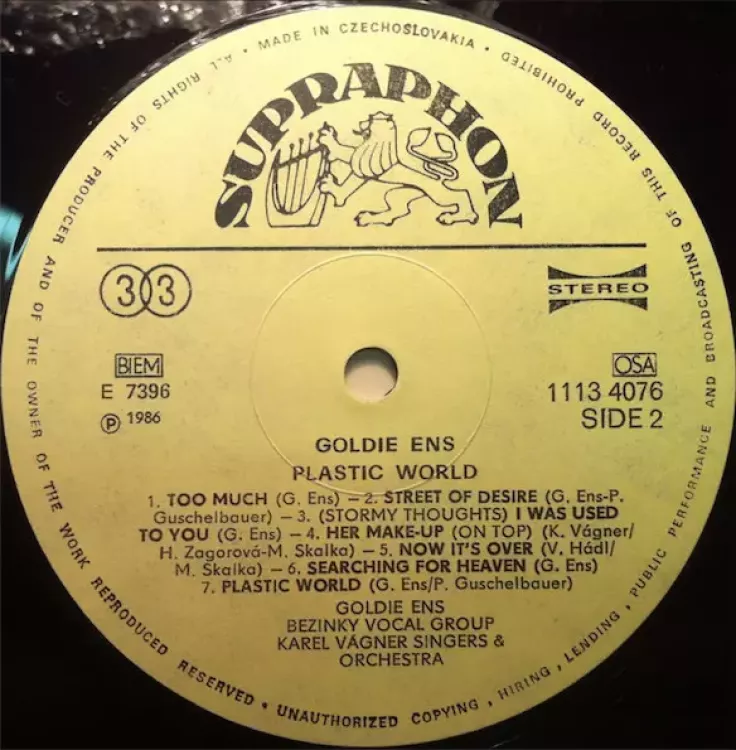 • MADE IN CZECHOSLOVAKIA •
ALL RIGHTS OF THE PRODUCER AND OF THE OWNER OF THE WORK REPRODUCED RESERVED • UNAUTHORIZED COPYING, HIRING, LENDING, PUBLIC PERFORMANCE AND BROADCASTING OF THIS RECORD PROHIBITED
SUPRAPHON
33
STEREO
BIEM
OSA
E 7396
1113 4076
Ⓟ 1986
SIDE 2
GOLDIE ENS
PLASTIC WORLD
1. TOO MUCH (G. Ens) – 2. STREET OF DESIRE (G. Ens-P.
Guschelbauer) – 3. (STORMY THOUGHTS) I WAS USED
TO YOU (G. Ens) – 4. HER MAKE-UP (ON TOP) (K. Vágner/
H. Zagorová-M. Skalka) – 5. NOW IT'S OVER (V. Hádl/
M. Skalka) – 6. SEARCHING FOR HEAVEN (G. Ens)
7. PLASTIC WORLD (G. Ens/P. Guschelbauer)
GOLDIE ENS
BEZINKY VOCAL GROUP
KAREL VÁGNER SINGERS &
ORCHESTRA